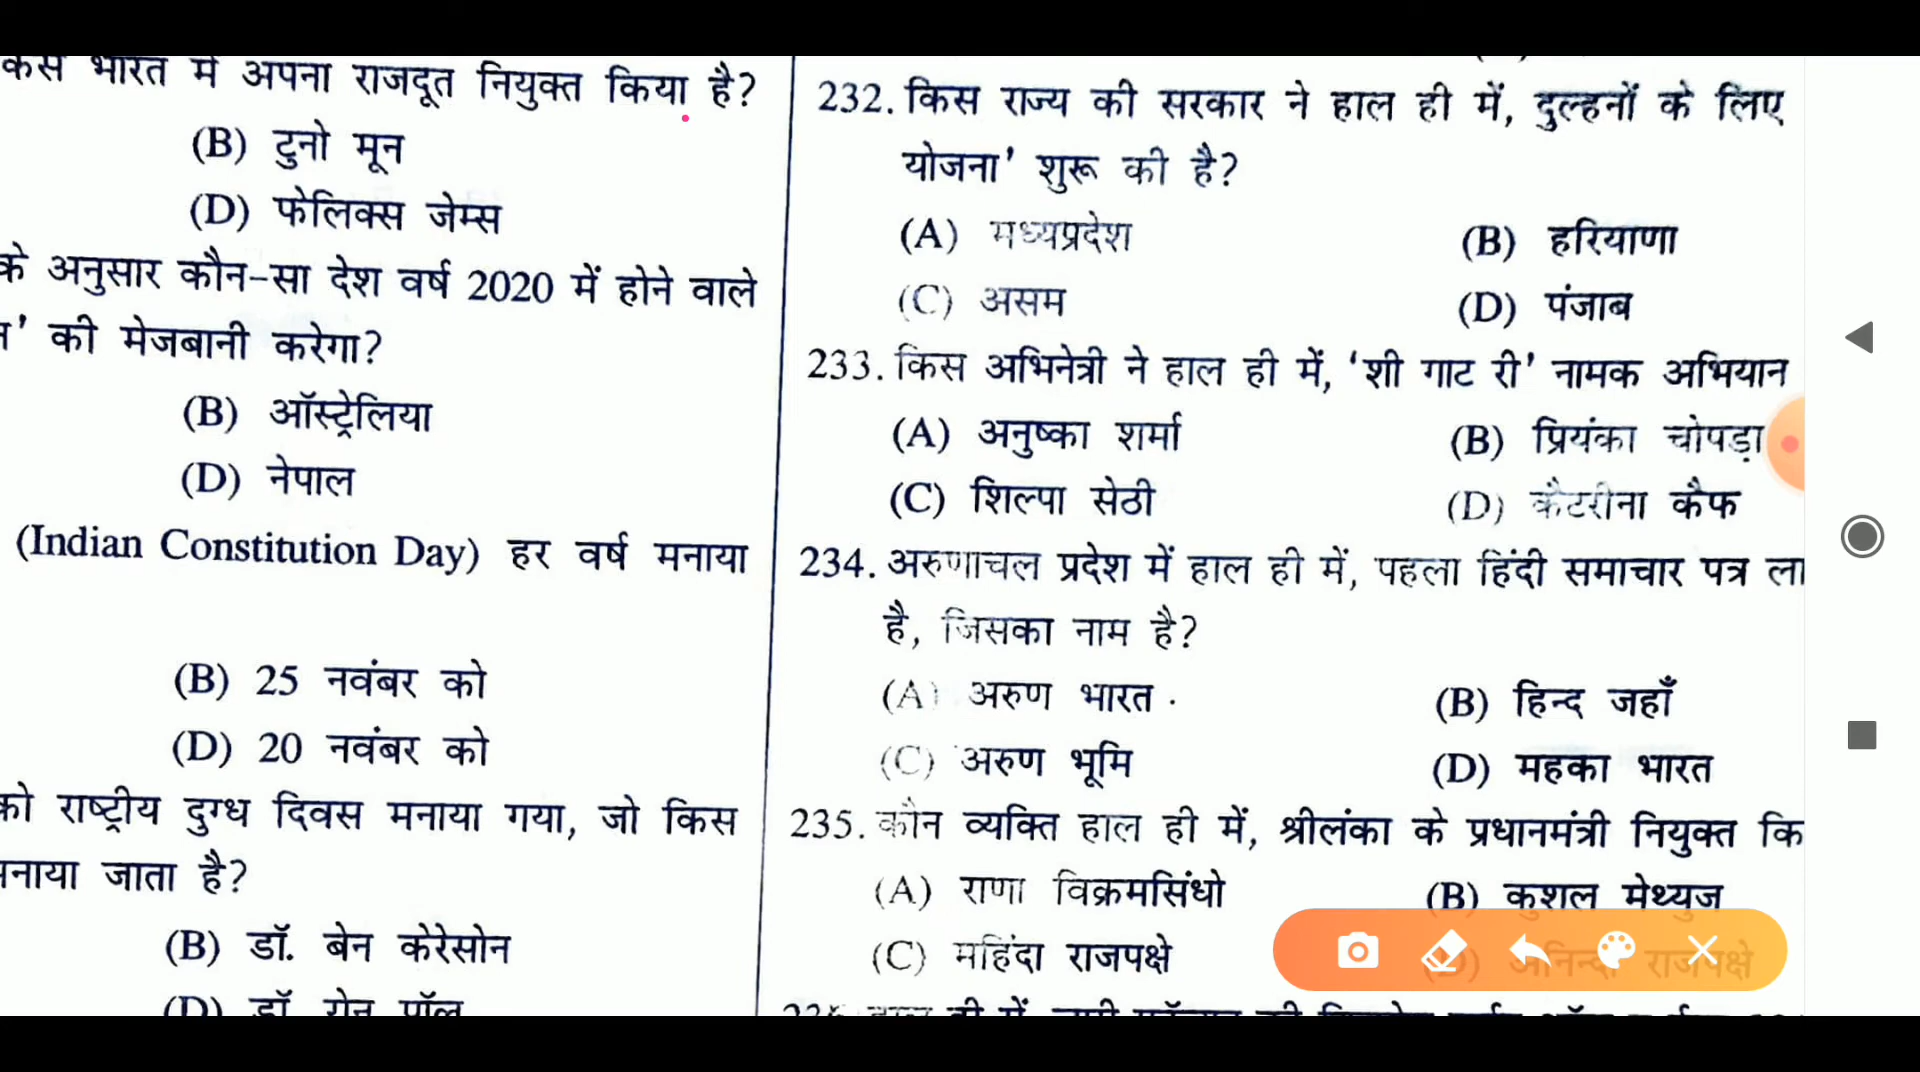 भारत में अपना राजदूत नियुक्त किया है?
(B) टुनो मून
(D) फेलिक्स जेम्स
के अनुसार कौन-सा देश वर्ष 2020 में होने वाले
' की मेजबानी करेगा?
(B) ऑस्ट्रेलिया
(D) नेपाल
(Indian Constitution Day) हर वर्ष मनाया
(B) 25 नवंबर को
(D) 20 नवंबर को
को राष्ट्रीय दुग्ध दिवस मनाया गया, जो किस
मनाया जाता है?
(B) डॉ. बेन केरेसोन
(D) डॉ येन पॉल
232. किस राज्य की सरकार ने हाल ही में, दुल्हनों के लिए
योजना' शुरू की है?
(A) मध्यप्रदेश
(B) हरियाणा
(C) असम
(D) पंजाब
233. किस अभिनेत्री ने हाल ही में, 'शी गाट री' नामक अभियान
(A) अनुष्का शर्मा
(B) प्रियंका चोपड़ा
(C) शिल्पा सेठी
(D) कैटरीना कैफ
234. अरुणाचल प्रदेश में हाल ही में, पहला हिंदी समाचार पत्र ला
है, जिसका नाम है?
(A) अरुण भारत
(B) हिन्द जहाँ
(C) अरुण भूमि
(D) महका भारत
235. कौन व्यक्ति हाल ही में, श्रीलंका के प्रधानमंत्री नियुक्त कि
(A) राणा विक्रमसिंधो
(B) कुशल मेथ्युज
(C) महिंदा राजपक्षे
(D) अनिन्दा राजपक्षे